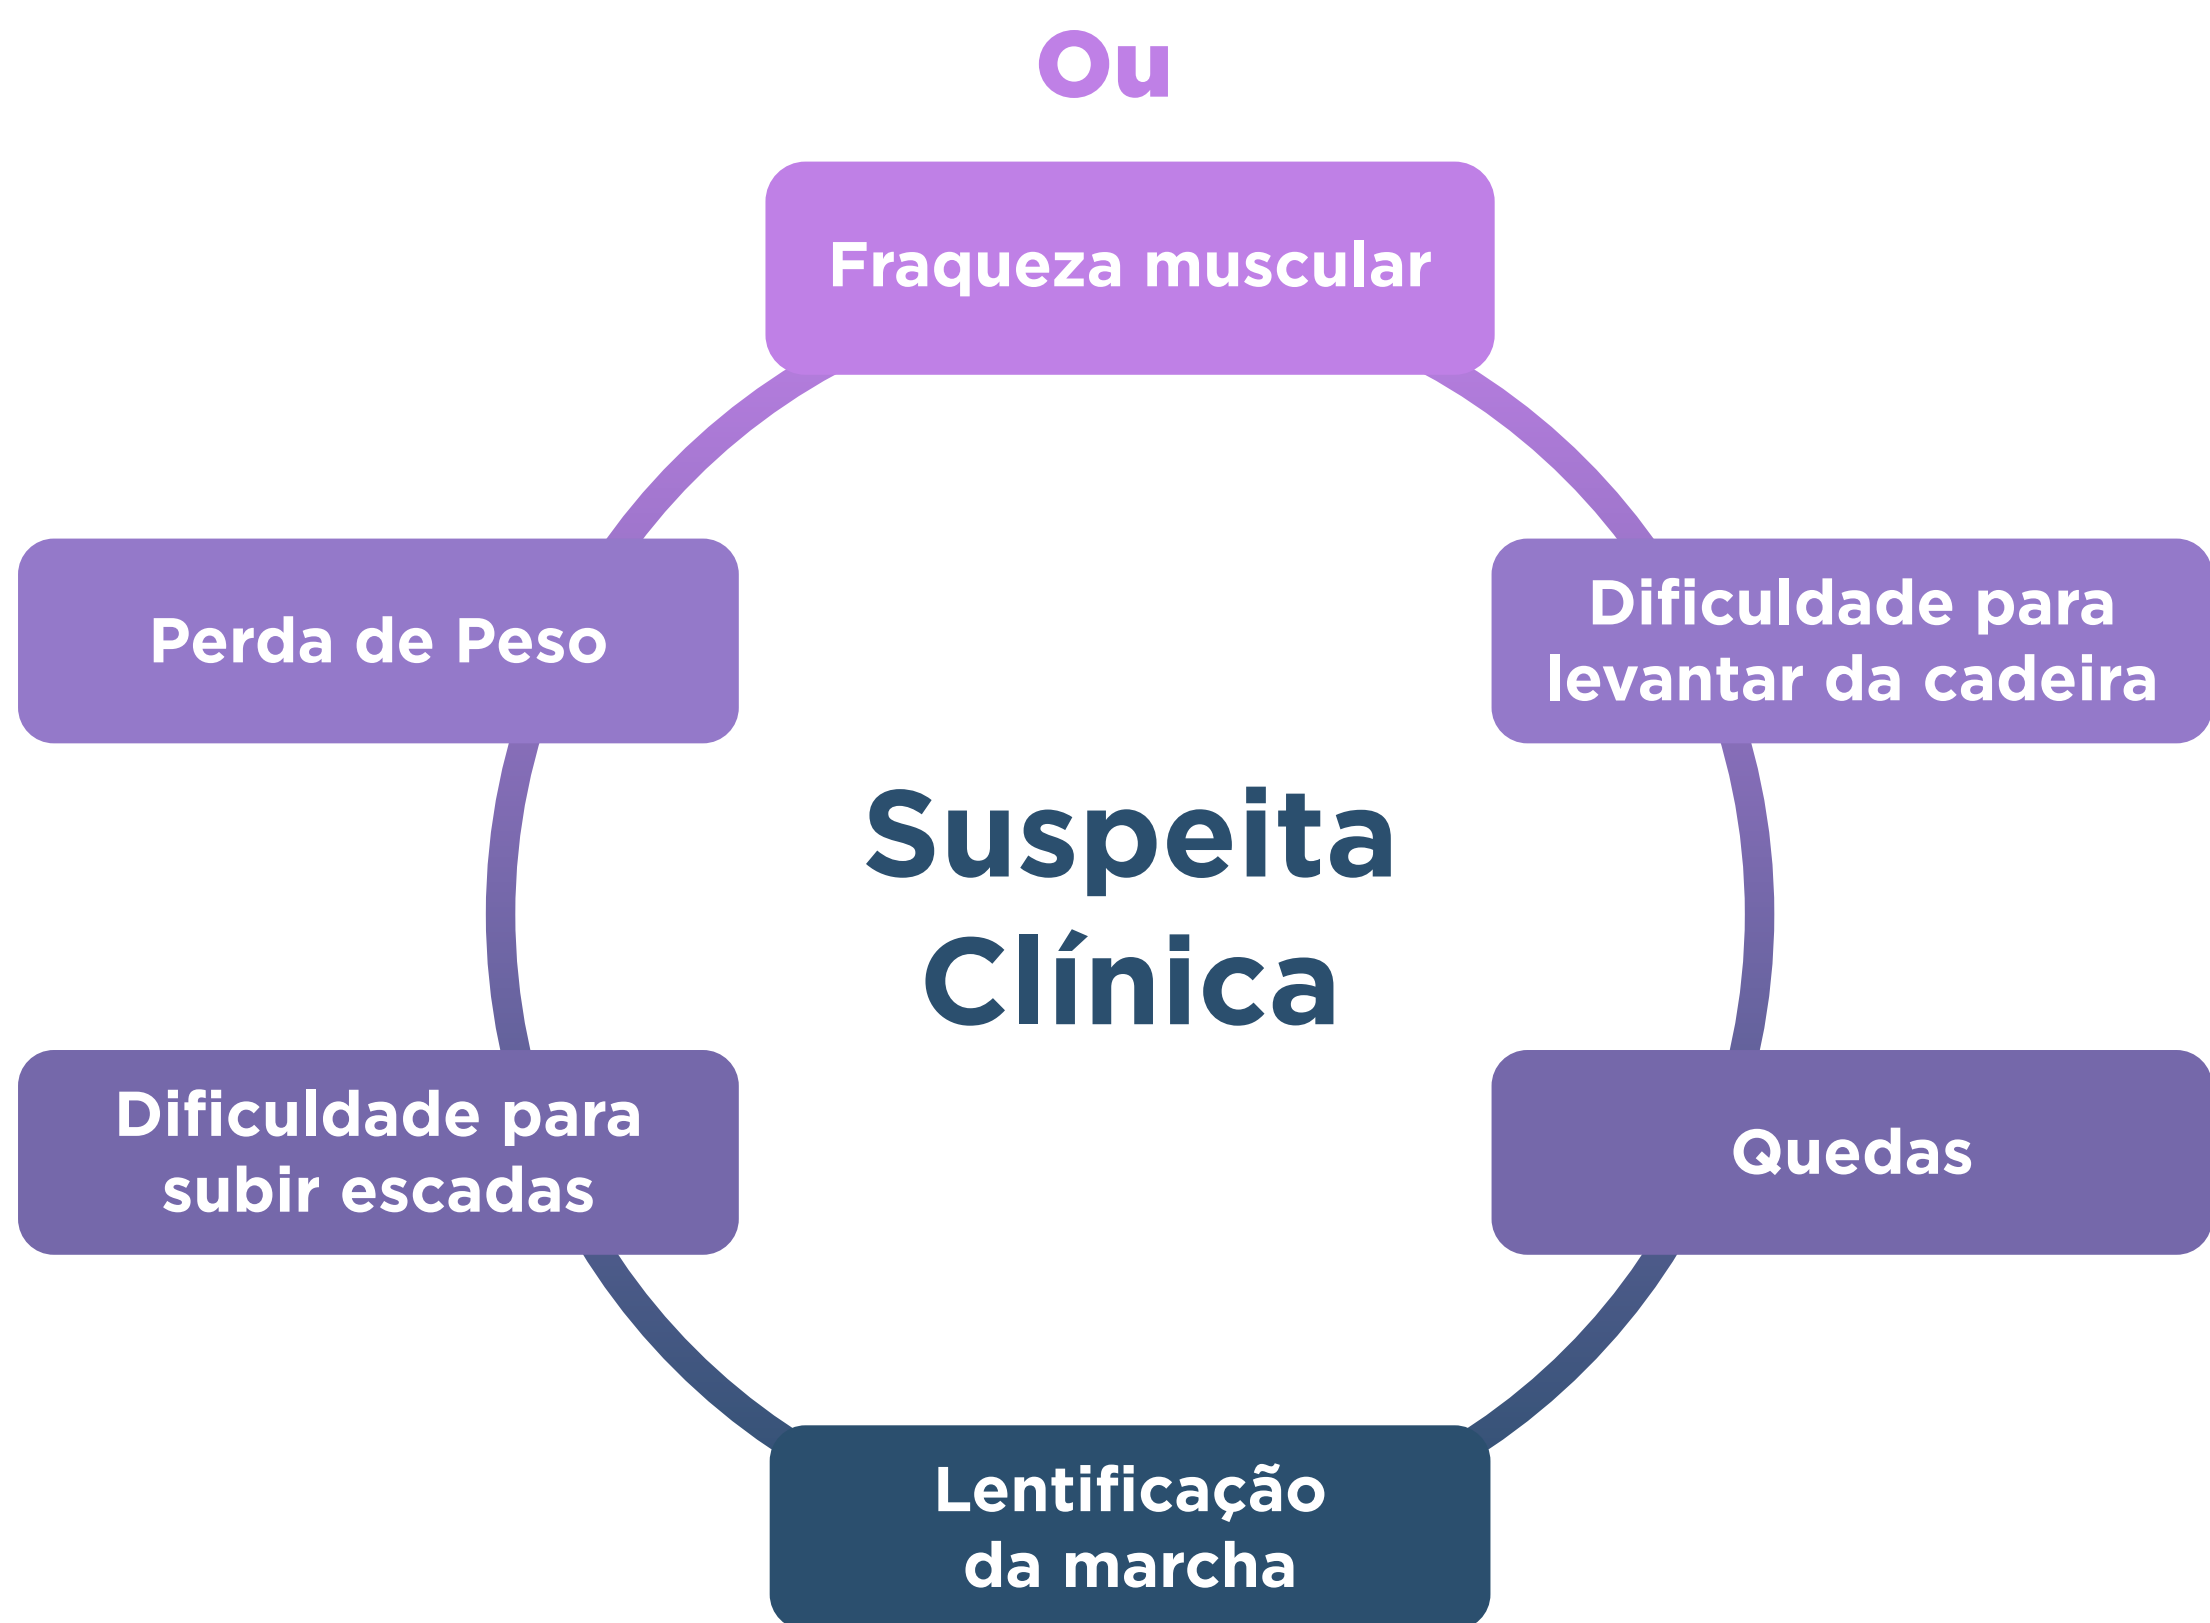 Ou
Fraqueza muscular
Perda de Peso
Dificuldade para
levantar da cadeira
Suspeita
Clínica
Dificuldade para
subir escadas
Quedas
Lentificação
da marcha